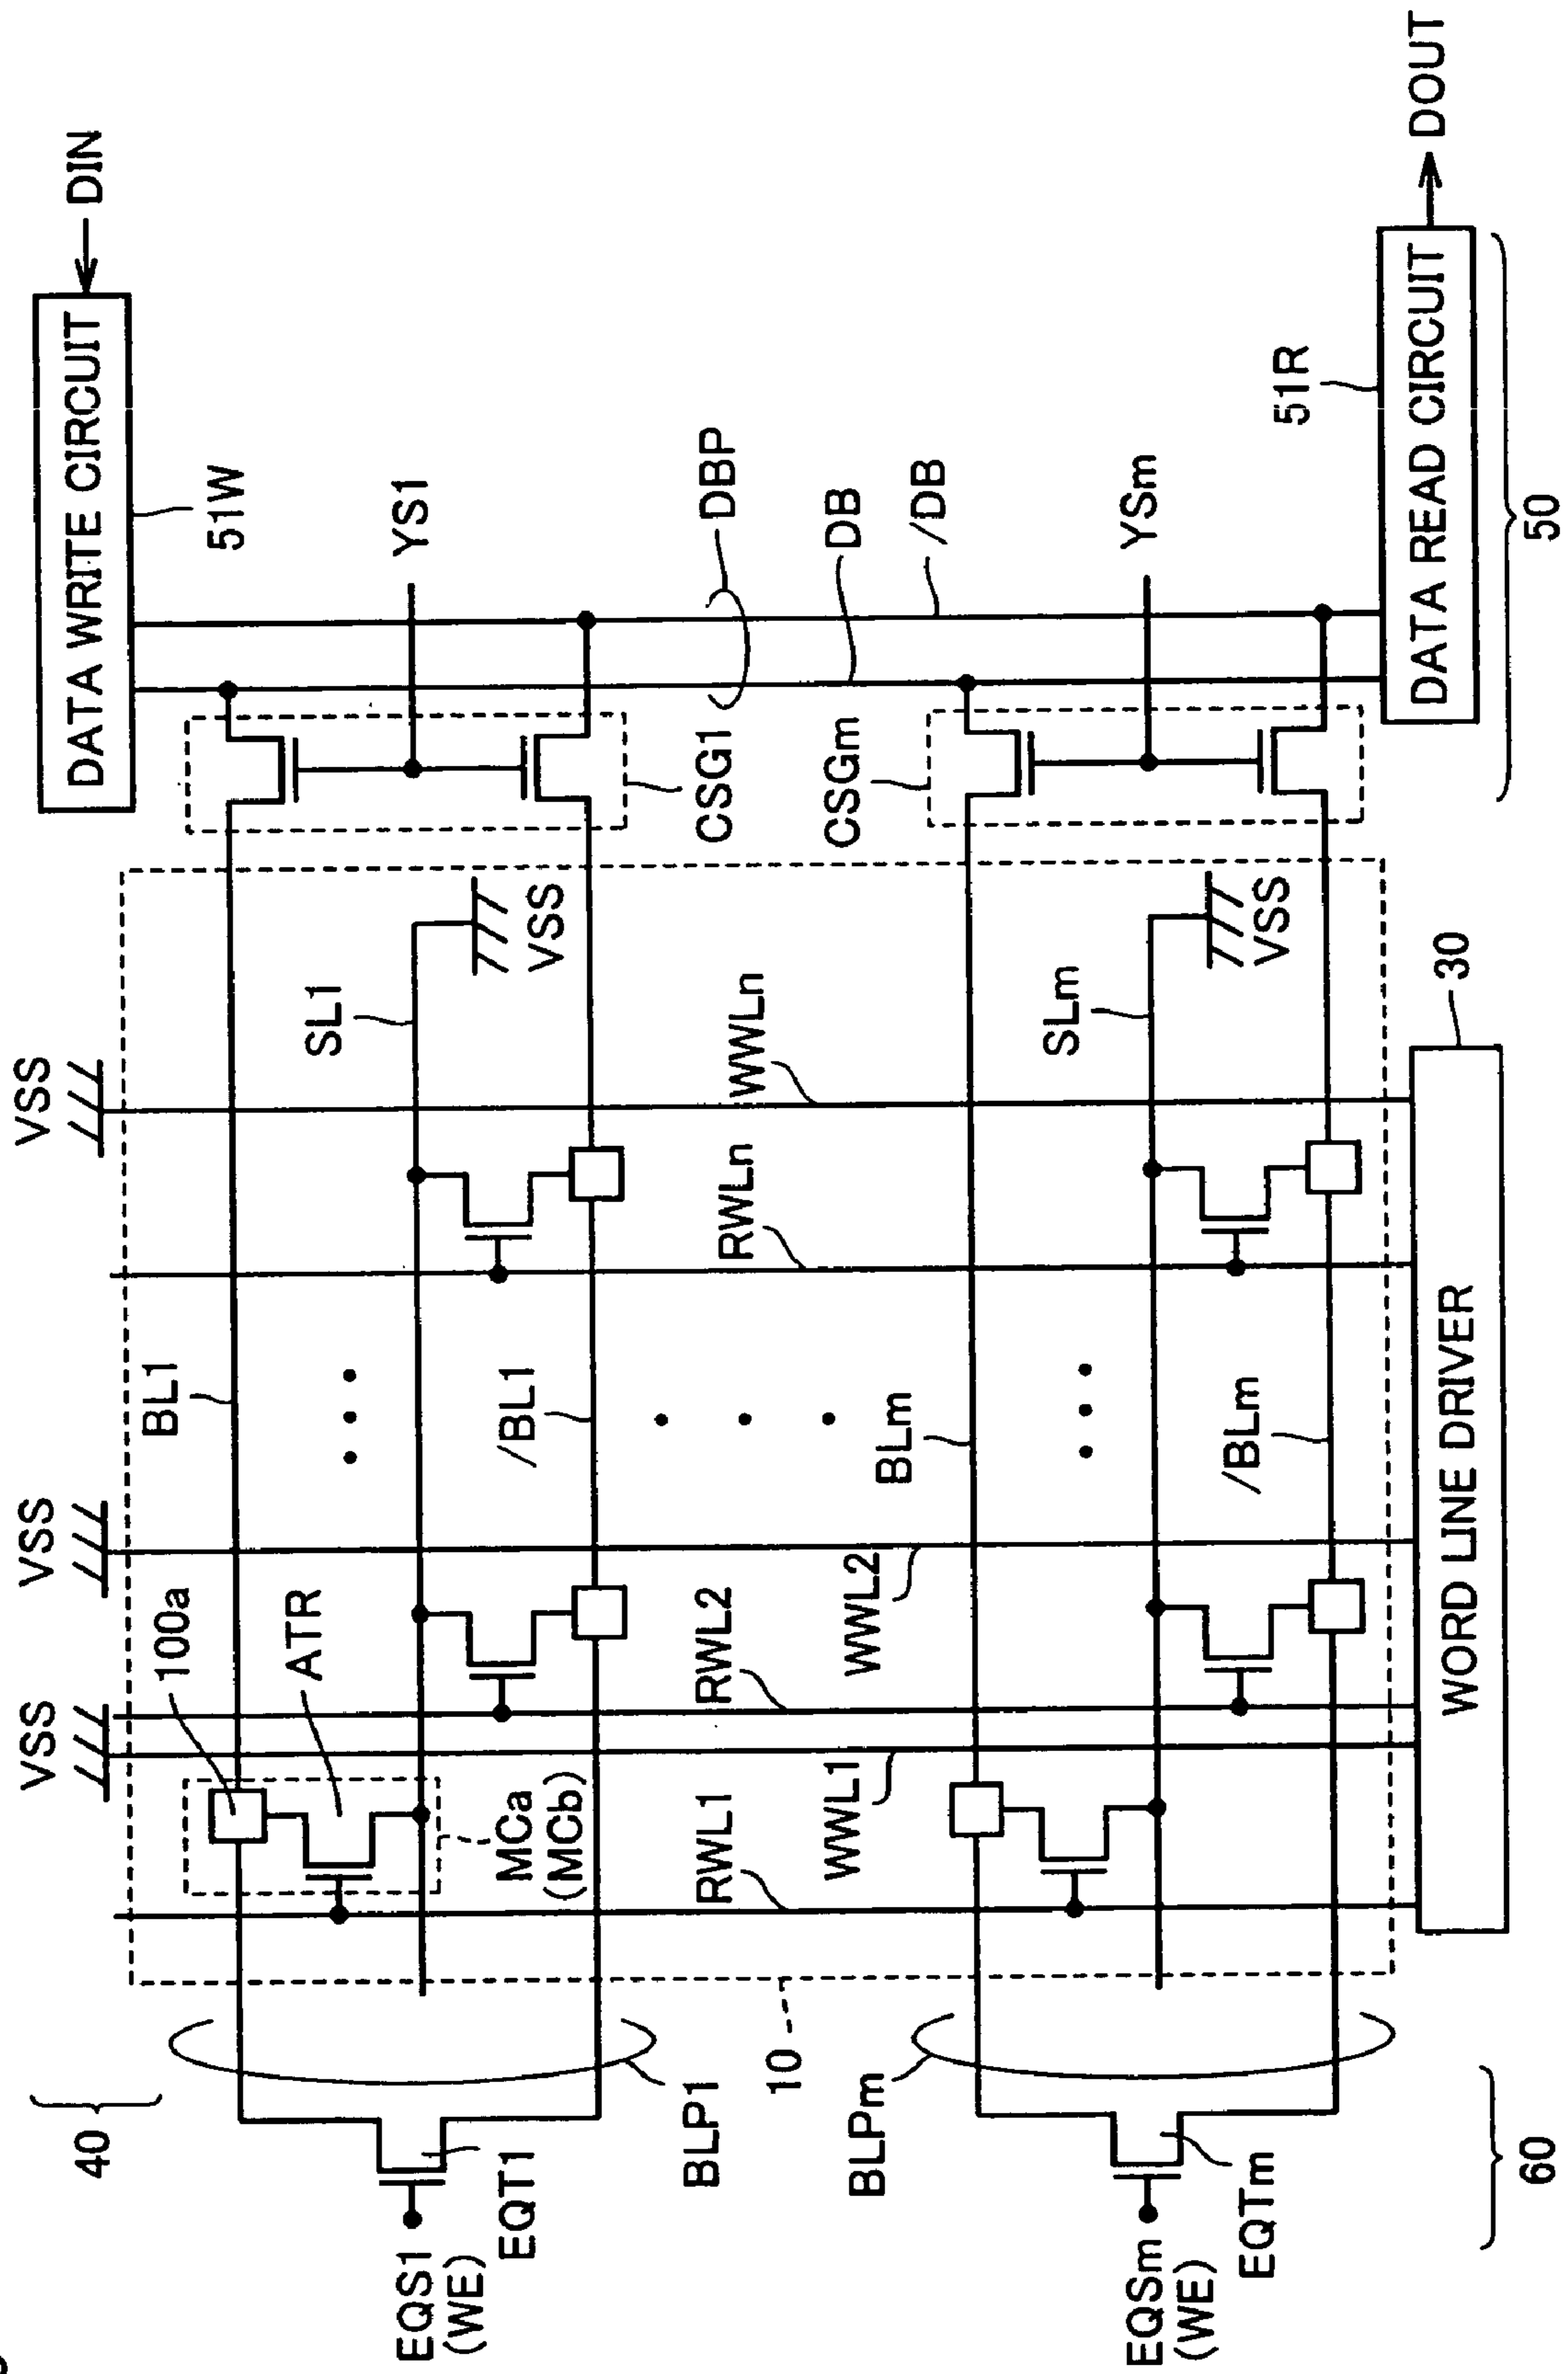 40
VSS
VSS
VSS
DATA WRITE CIRCUIT
DIN
100a
BL1
51W
ATR
SL1
YS1
EQS1
(WE)
EQT1
MCa
(MCb)
/BL1
VSS
BLP1
RWL1
RWL2
RWLn
WWLn
CSG1
DBP
10
WWL1
WWL2
BLm
CSGm
DB
/DB
BLPm
SLm
YSm
EQSm
(WE)
EQTm
/BLm
VSS
51R
WORD LINE DRIVER
30
DATA READ CIRCUIT
DOUT
60
50